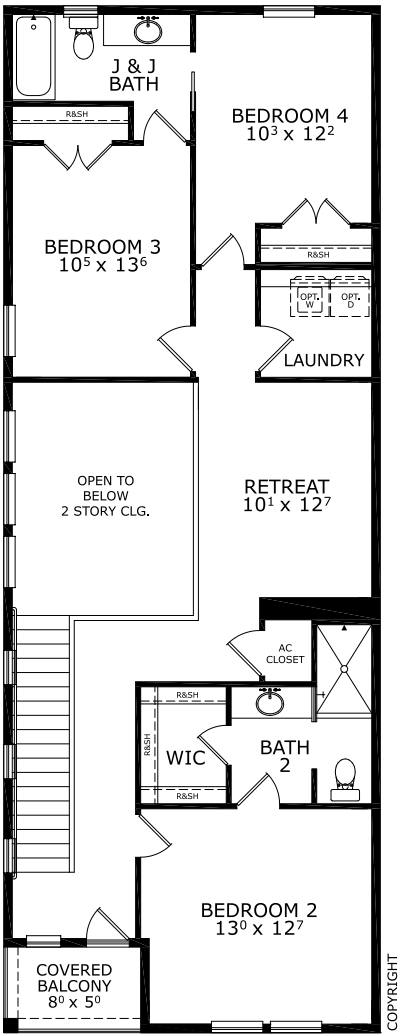 J & J
BATH
R&SH
BEDROOM 4
10³ x 12²
BEDROOM 3
10⁵ x 13⁶
R&SH
OPT.
W
OPT.
D
LAUNDRY
OPEN TO
BELOW
2 STORY CLG.
RETREAT
10¹ x 12⁷
AC
CLOSET
R&SH
R&SH
WIC
R&SH
BATH
2
BEDROOM 2
13⁰ x 12⁷
COVERED
BALCONY
8⁰ x 5⁰
COPYRIGHT